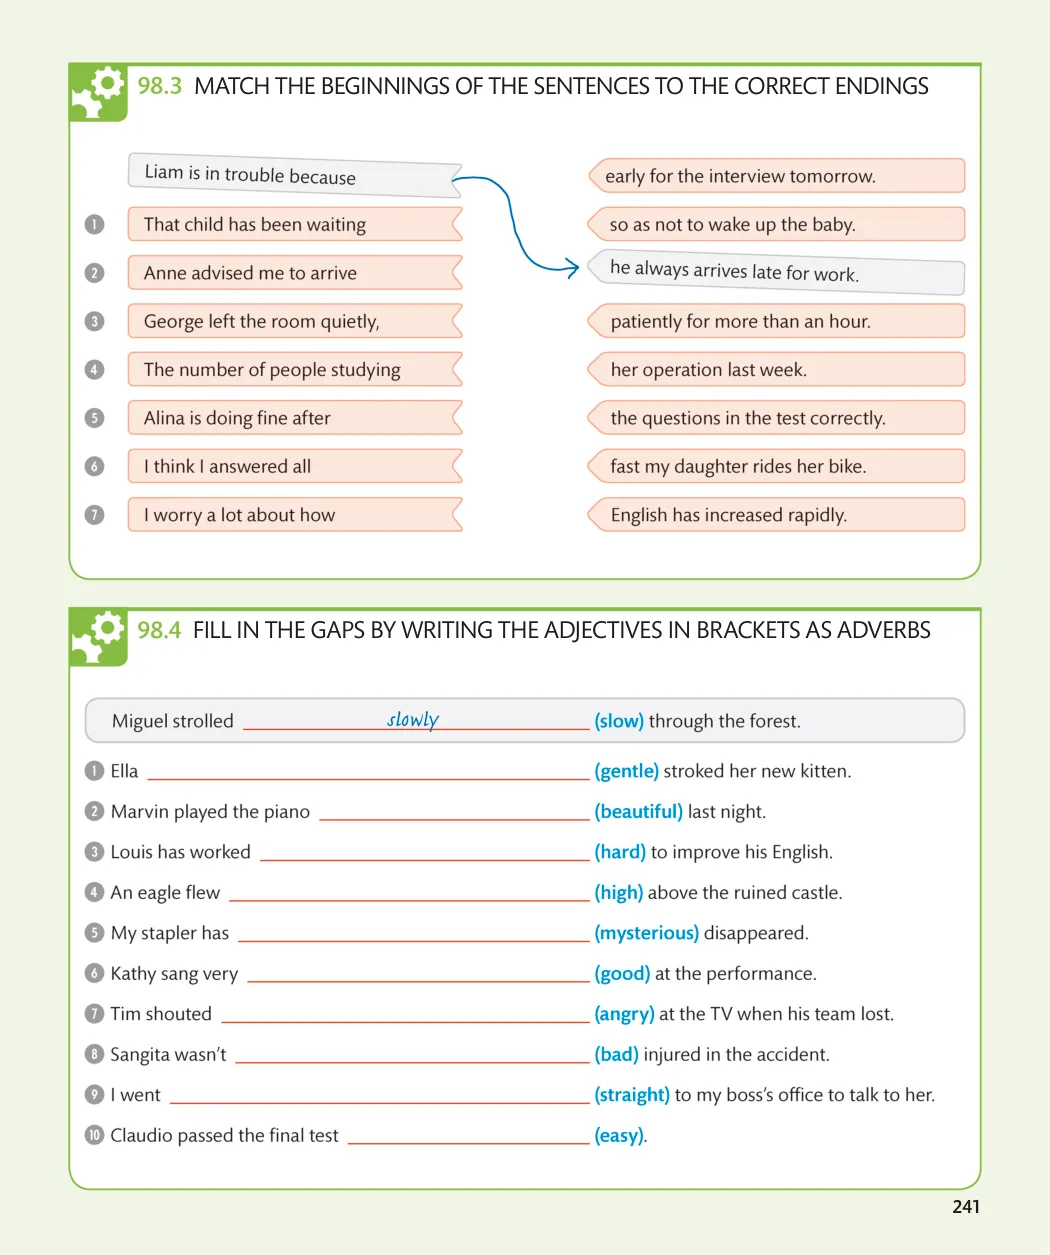 98.3 MATCH THE BEGINNINGS OF THE SENTENCES TO THE CORRECT ENDINGS
Liam is in trouble because
early for the interview tomorrow.
1 That child has been waiting
so as not to wake up the baby.
2 Anne advised me to arrive
he always arrives late for work.
3 George left the room quietly,
patiently for more than an hour.
4 The number of people studying
her operation last week.
5 Alina is doing fine after
the questions in the test correctly.
6 I think I answered all
fast my daughter rides her bike.
7 I worry a lot about how
English has increased rapidly.
98.4 FILL IN THE GAPS BY WRITING THE ADJECTIVES IN BRACKETS AS ADVERBS
Miguel strolled slowly (slow) through the forest.
1 Ella (gentle) stroked her new kitten.
2 Marvin played the piano (beautiful) last night.
3 Louis has worked (hard) to improve his English.
4 An eagle flew (high) above the ruined castle.
5 My stapler has (mysterious) disappeared.
6 Kathy sang very (good) at the performance.
7 Tim shouted (angry) at the TV when his team lost.
8 Sangita wasn't (bad) injured in the accident.
9 I went (straight) to my boss's office to talk to her.
10 Claudio passed the final test (easy).
241